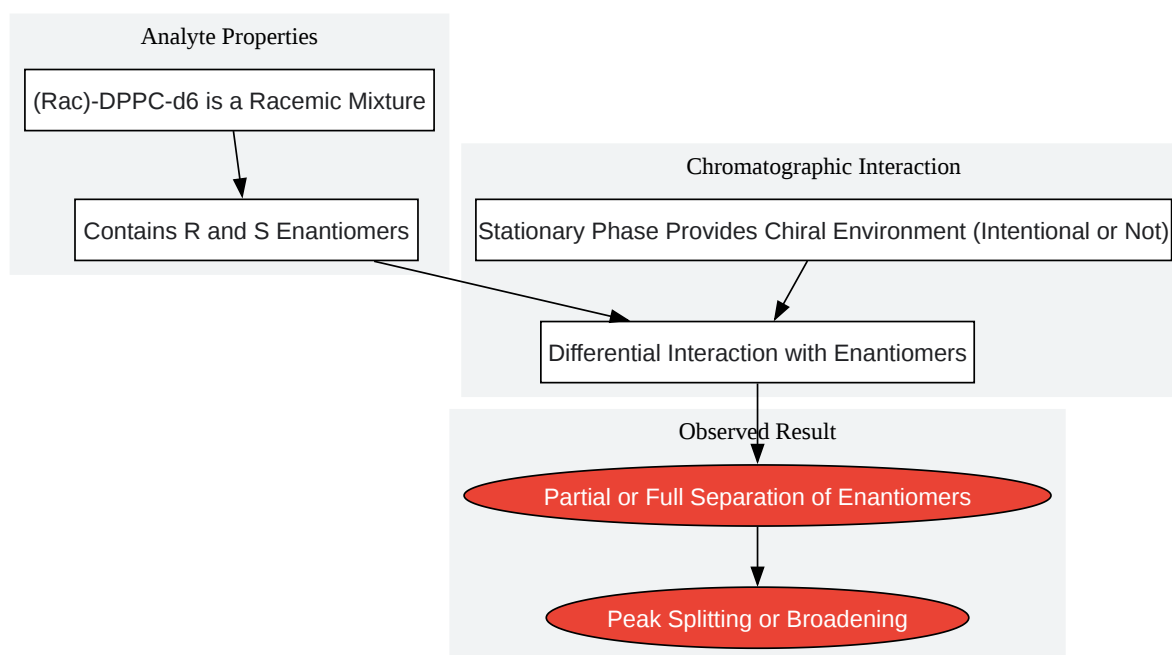 Analyte Properties
(Rac)-DPPC-d6 is a Racemic Mixture
Contains R and S Enantiomers
Chromatographic Interaction
Stationary Phase Provides Chiral Environment (Intentional or Not)
Differential Interaction with Enantiomers
Observed Result
Partial or Full Separation of Enantiomers
Peak Splitting or Broadening